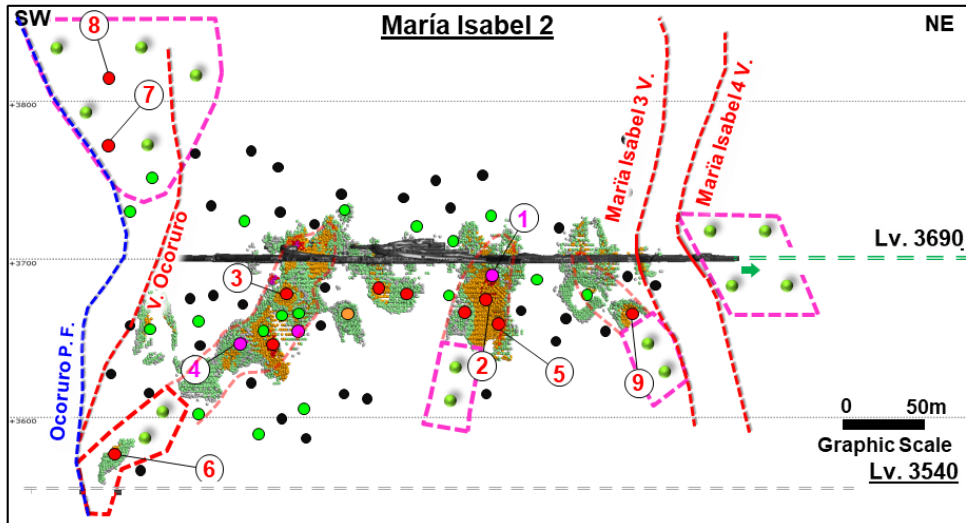 SW
María Isabel 2
NE
8
7
+3800
María Isabel 3 V.
Marïa Isabel 4 V.
1
Lv. 3690
+3700
3
V. Ocoruro
Ocoruro P. F.
4
2
5
9
+3600
0 50m
Graphic Scale
6
Lv. 3540